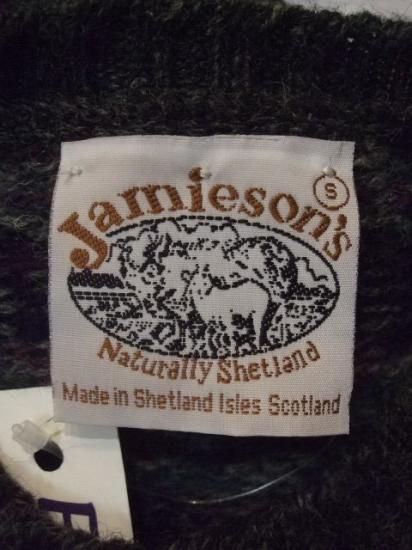 Jamieson's
S
Naturally Shetland
Made in Shetland Isles Scotland